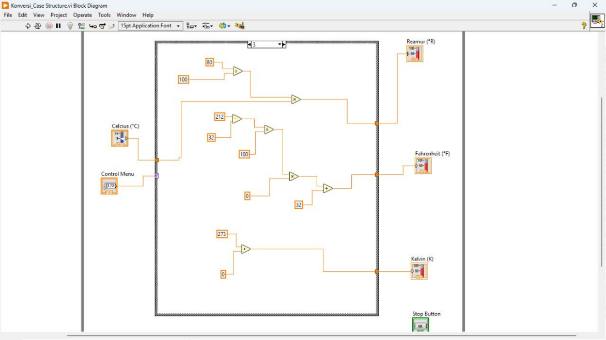 Konversi_Case Structure.vi Block Diagram
File Edit View Project Operate Tools Window Help
15pt Application Font
3
Reamur (°R)
80
100
Celcius (°C)
212
32
100
Control Menu
Fahrenheit (°F)
0
32
273
Kelvin (K)
0
Stop Button